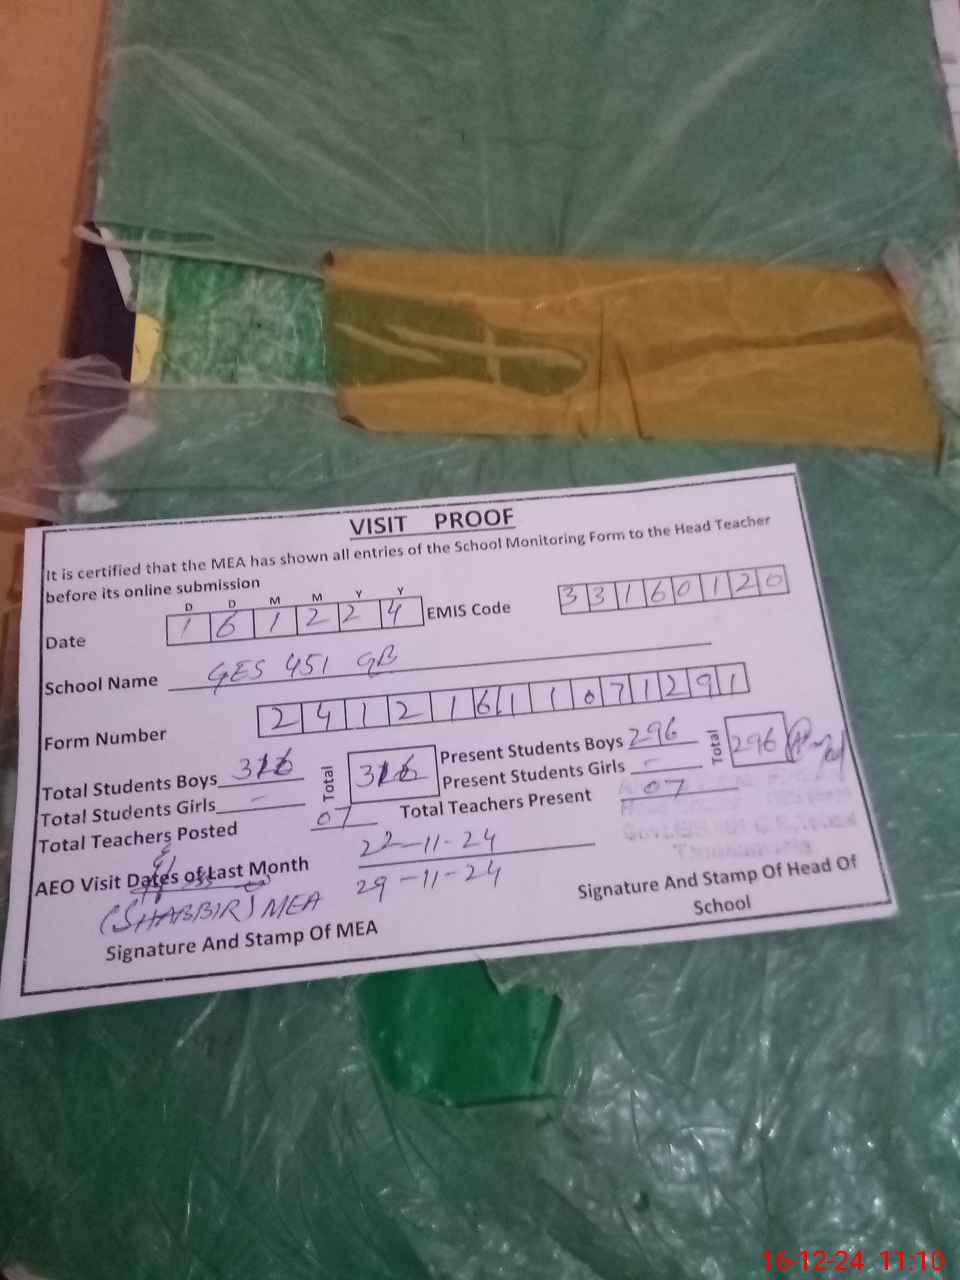 VISIT PROOF
It is certified that the MEA has shown all entries of the School Monitoring Form to the Head Teacher
before its online submission
D D M M Y Y
Date 1 6 1 2 2 4 EMIS Code 3 3 1 6 0 1 2 0
School Name GES 451 GB
Form Number 2 4 1 2 1 6 1 1 0 7 1 2 9 1
Total Students Boys Total Present Students Boys 296 Total 296
Total Students Girls - Present Students Girls -
Total Teachers Posted 07 Total Teachers Present 07
AEO Visit Dates of Last Month 22-11-24
29-11-24
(SHABBIR) MEA
Signature And Stamp Of MEA
Signature And Stamp Of Head Of
School
16-12-24 11:10